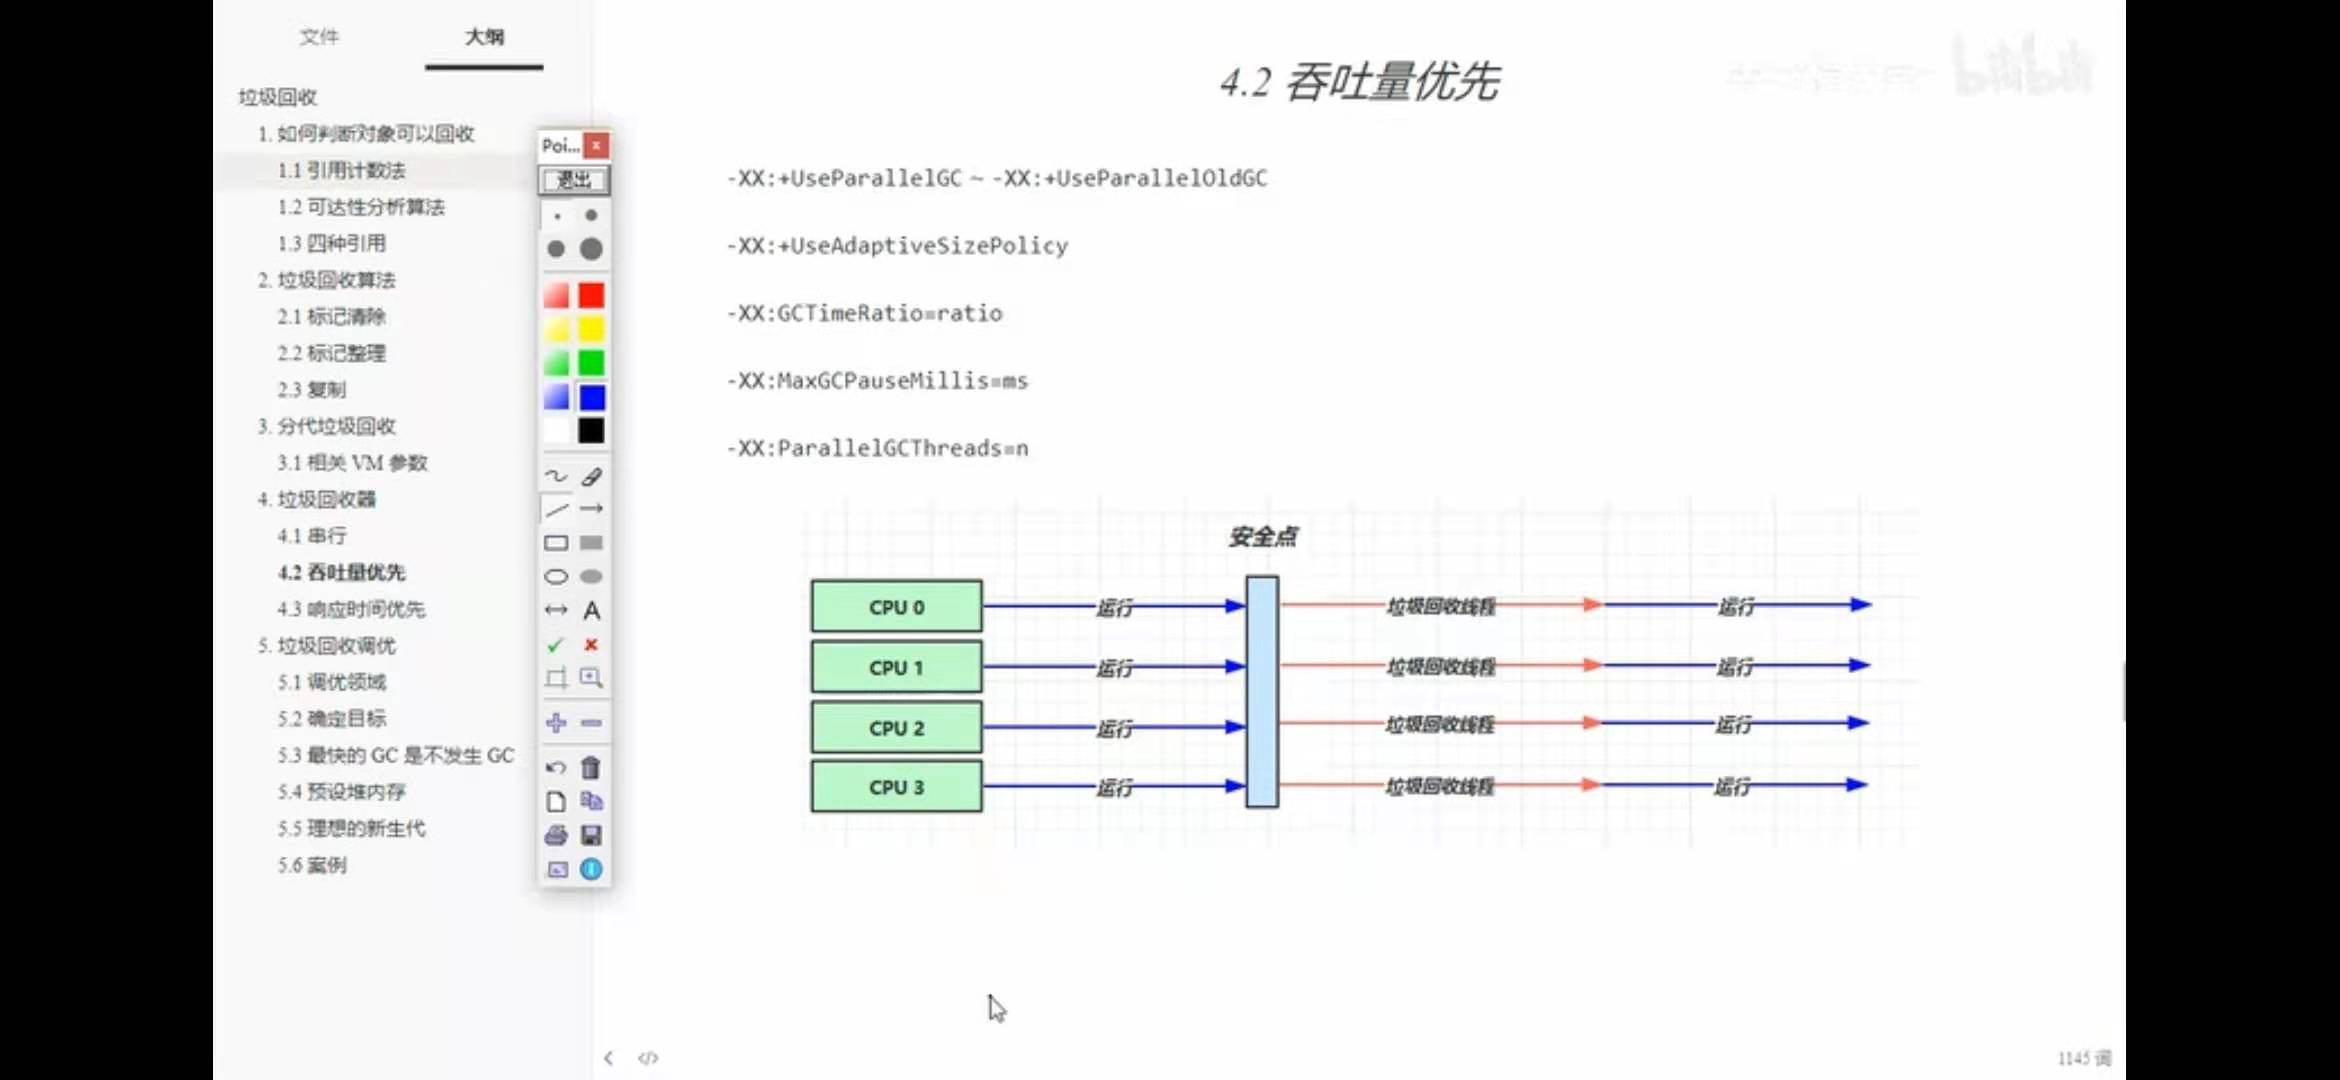 文件
大纲
垃圾回收
1. 如何判断对象可以回收
1.1 引用计数法
1.2 可达性分析算法
1.3 四种引用
2. 垃圾回收算法
2.1 标记清除
2.2 标记整理
2.3 复制
3. 分代垃圾回收
3.1 相关 VM 参数
4. 垃圾回收器
4.1 串行
4.2 吞吐量优先
4.3 响应时间优先
5. 垃圾回收调优
5.1 调优领域
5.2 确定目标
5.3 最快的 GC 是不发生 GC
5.4 预设堆内存
5.5 理想的新生代
5.6 案例
Poi...
退出
A
4.2 吞吐量优先
bilibili
-XX:+UseParallelGC ~ -XX:+UseParallelOldGC
-XX:+UseAdaptiveSizePolicy
-XX:GCTimeRatio=ratio
-XX:MaxGCPauseMillis=ms
-XX:ParallelGCThreads=n
安全点
CPU 0 运行 垃圾回收线程 运行
CPU 1 运行 垃圾回收线程 运行
CPU 2 运行 垃圾回收线程 运行
CPU 3 运行 垃圾回收线程 运行
1145 词